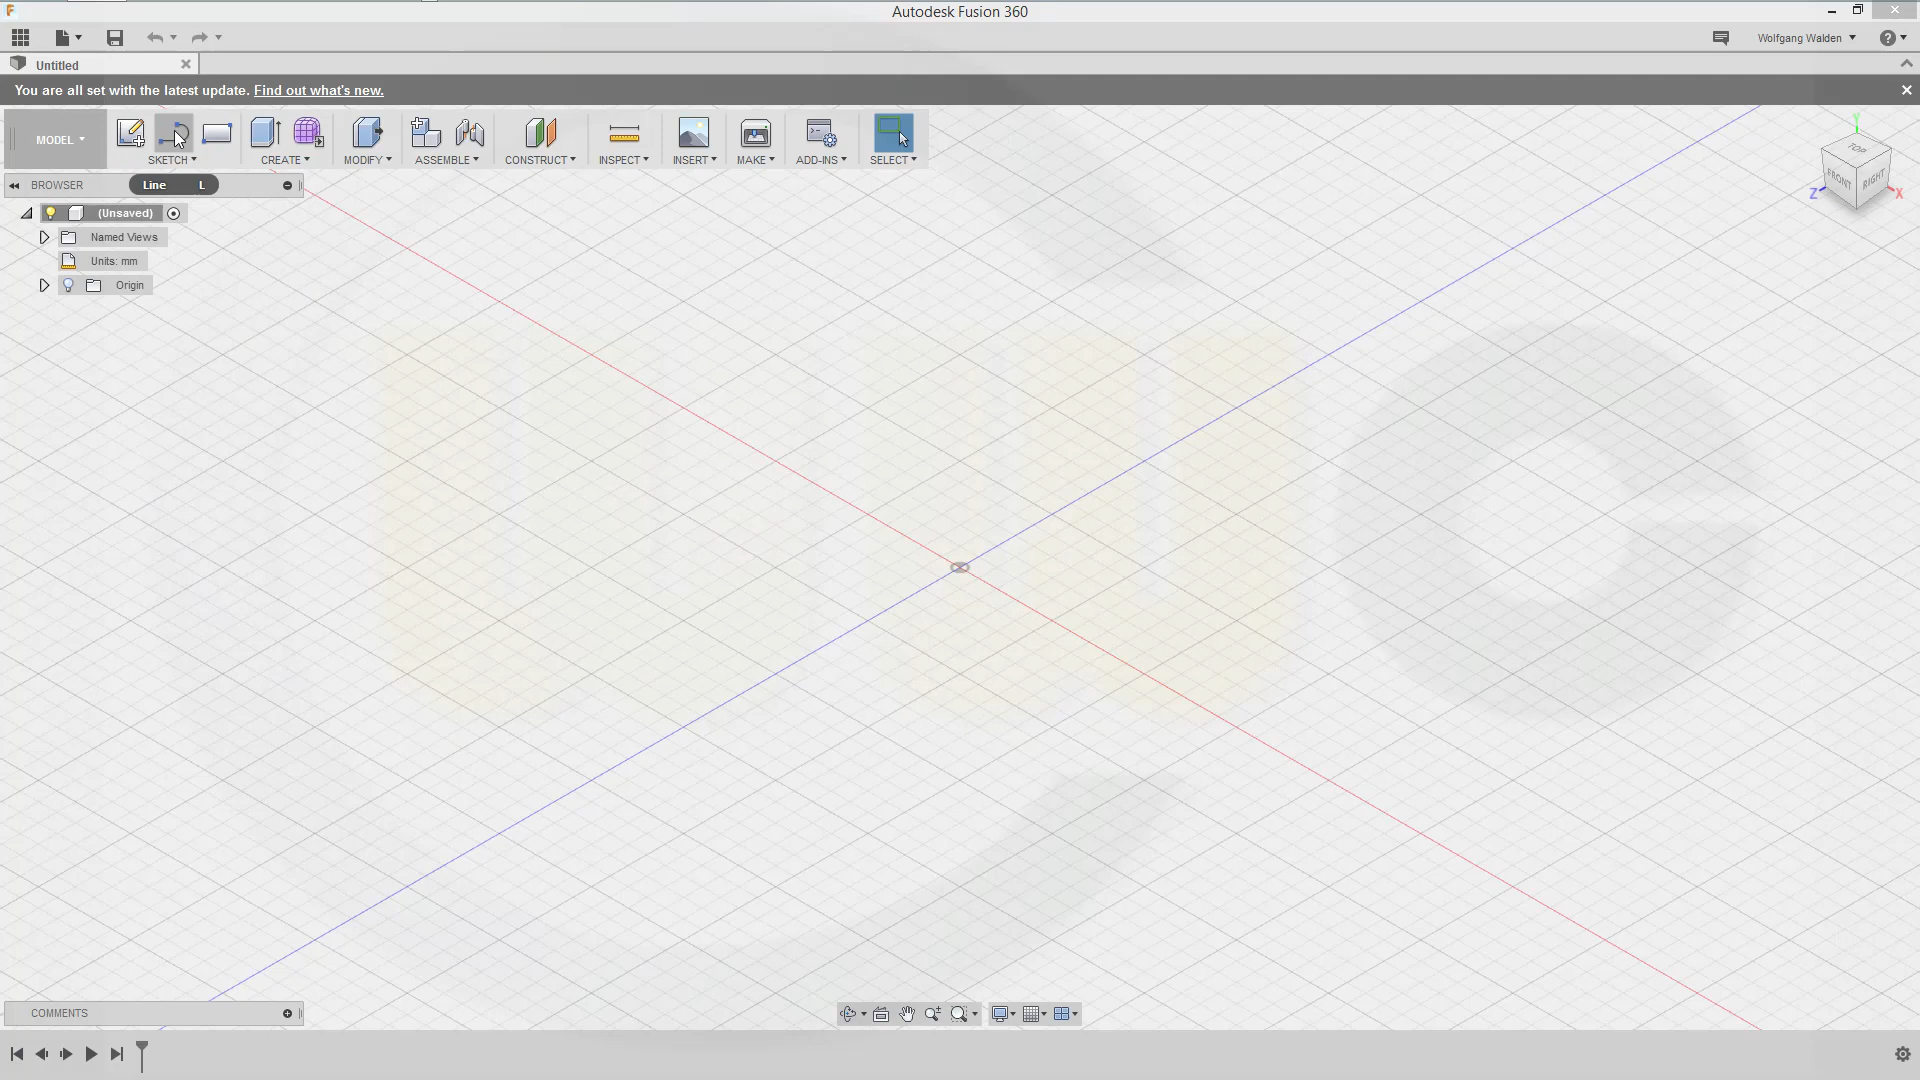 Autodesk Fusion 360
Wolfgang Walden
Untitled
You are all set with the latest update. Find out what's new.
MODEL
SKETCH
CREATE
MODIFY
ASSEMBLE
CONSTRUCT
INSPECT
INSERT
MAKE
ADD-INS
SELECT
BROWSER
Line L
(Unsaved)
Named Views
Units: mm
Origin
Y
TOP
FRONT
RIGHT
Z
X
COMMENTS